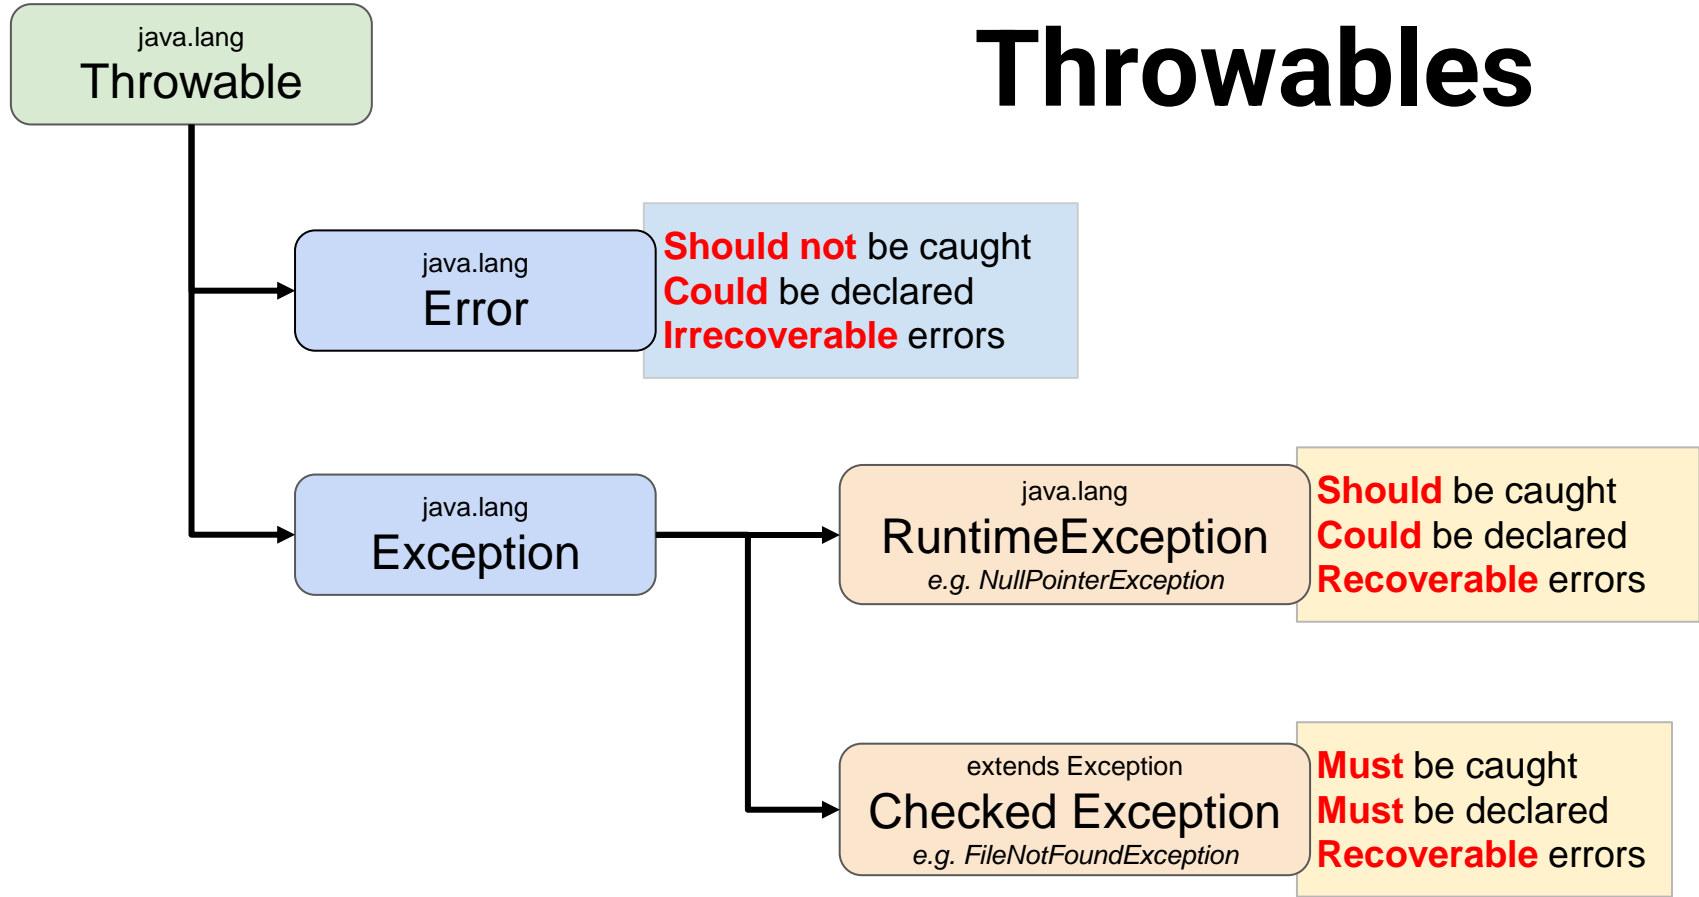 Throwables
java.lang
Throwable
java.lang
Error
Should not be caught
Could be declared
Irrecoverable errors
java.lang
Exception
java.lang
RuntimeException
e.g. NullPointerException
Should be caught
Could be declared
Recoverable errors
extends Exception
Checked Exception
e.g. FileNotFoundException
Must be caught
Must be declared
Recoverable errors